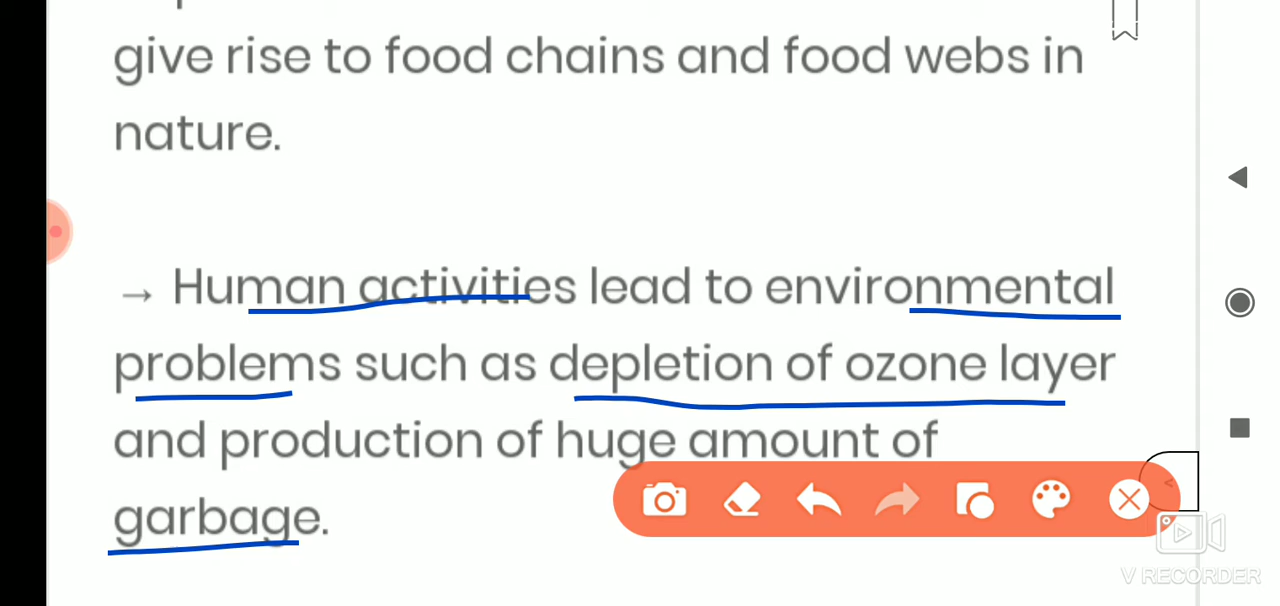 give rise to food chains and food webs in
nature.
→ Human activities lead to environmental
problems such as depletion of ozone layer
and production of huge amount of
garbage.
V RECORDER